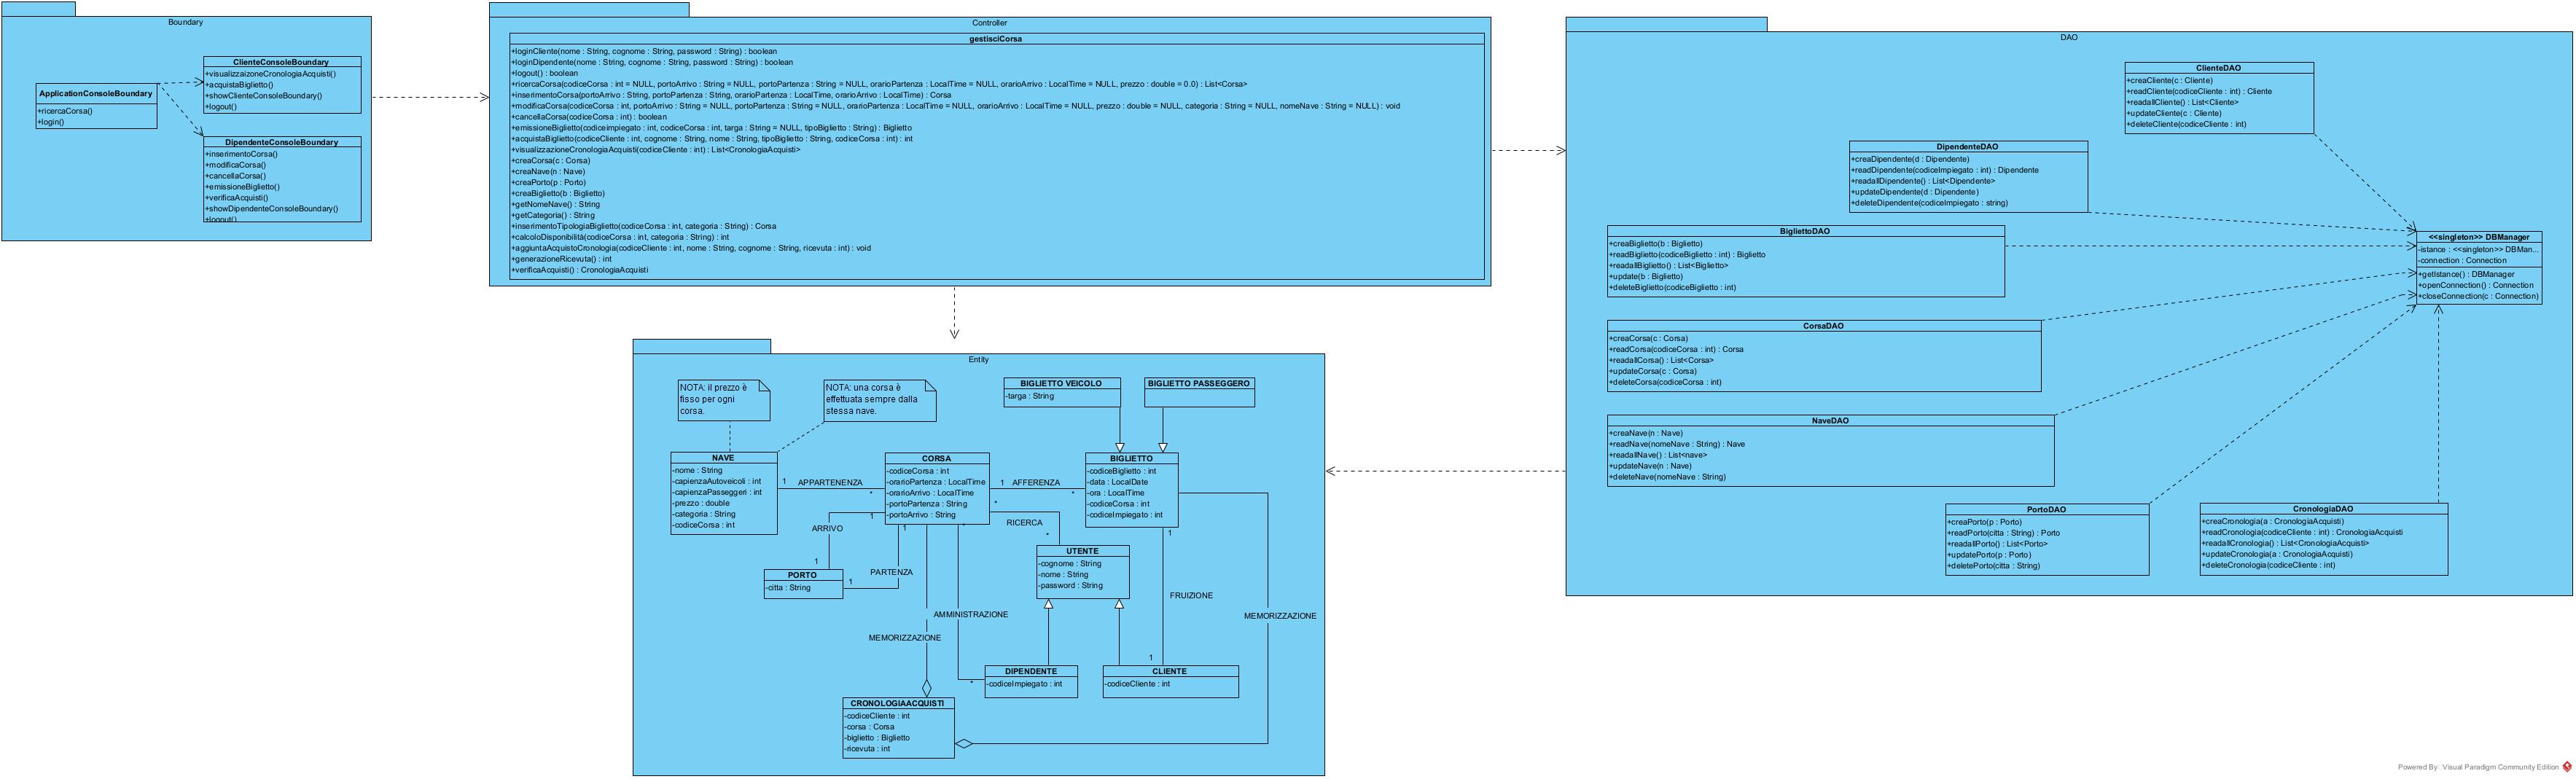 Boundary
ApplicationConsoleBoundary
+ricercaCorsa()
+login()
ClienteConsoleBoundary
+visualizzaizoneCronologiaAcquisti()
+acquistaBiglietto()
+showClienteConsoleBoundary()
+logout()
DipendenteConsoleBoundary
+inserimentoCorsa()
+modificaCorsa()
+cancellaCorsa()
+emissioneBiglietto()
+verificaAcquisti()
+showDipendenteConsoleBoundary()
+logout()
Controller
gestisciCorsa
+loginCliente(nome : String, cognome : String, password : String) : boolean
+loginDipendente(nome : String, cognome : String, password : String) : boolean
+logout() : boolean
+ricercaCorsa(codiceCorsa : int = NULL, portoArrivo : String = NULL, portoPartenza : String = NULL, orarioPartenza : LocalTime = NULL, orarioArrivo : LocalTime = NULL, prezzo : double = 0.0) : List<Corsa>
+inserimentoCorsa(portoArrivo : String, portoPartenza : String, orarioPartenza : LocalTime, orarioArrivo : LocalTime) : Corsa
+modificaCorsa(codiceCorsa : int, portoArrivo : String = NULL, portoPartenza : String = NULL, orarioPartenza : LocalTime = NULL, orarioArrivo : LocalTime = NULL, prezzo : double = NULL, categoria : String = NULL, nomeNave : String = NULL) : void
+cancellaCorsa(codiceCorsa : int) : boolean
+emissioneBiglietto(codiceimpiegato : int, codiceCorsa : int, targa : String = NULL, tipoBiglietto : String) : Biglietto
+acquistaBiglietto(codiceCliente : int, cognome : String, nome : String, tipoBiglietto : String, codiceCorsa : int) : int
+visualizzazioneCronologiaAcquisti(codiceCliente : int) : List<CronologiaAcquisti>
+creaCorsa(c : Corsa)
+creaNave(n : Nave)
+creaPorto(p : Porto)
+creaBiglietto(b : Biglietto)
+getNomeNave() : String
+getCategoria() : String
+inserimentoTipologiaBiglietto(codiceCorsa : int, categoria : String) : Corsa
+calcoloDisponibilità(codiceCorsa : int, categoria : String) : int
+aggiuntaAcquistoCronologia(codiceCliente : int, nome : String, cognome : String, ricevuta : int) : void
+generazioneRicevuta() : int
+verificaAcquisti() : CronologiaAcquisti
DAO
ClienteDAO
+creaCliente(c : Cliente)
+readCliente(codiceCliente : int) : Cliente
+readallCliente() : List<Cliente>
+updateCliente(c : Cliente)
+deleteCliente(codiceCliente : int)
DipendenteDAO
+creaDipendente(d : Dipendente)
+readDipendente(codiceImpiegato : int) : Dipendente
+readallDipendente() : List<Dipendente>
+updateDipendente(d : Dipendente)
+deleteDipendente(codiceImpiegato : string)
BigliettoDAO
+creaBiglietto(b : Biglietto)
+readBiglietto(codiceBiglietto : int) : Biglietto
+readallBiglietto() : List<Biglietto>
+update(b : Biglietto)
+deleteBiglietto(codiceBiglietto : int)
<<singleton>> DBManager
-istance : <<singleton>> DBMan...
-connection : Connection
+getIstance() : DBManager
+openConnection() : Connection
+closeConnection(c : Connection)
CorsaDAO
+creaCorsa(c : Corsa)
+readCorsa(codiceCorsa : int) : Corsa
+readallCorsa() : List<Corsa>
+updateCorsa(c : Corsa)
+deleteCorsa(codiceCorsa : int)
NaveDAO
+creaNave(n : Nave)
+readNave(nomeNave : String) : Nave
+readallNave() : List<nave>
+updateNave(n : Nave)
+deleteNave(nomeNave : String)
PortoDAO
+creaPorto(p : Porto)
+readPorto(citta : String) : Porto
+readallPorto() : List<Porto>
+updatePorto(p : Porto)
+deletePorto(citta : String)
CronologiaDAO
+creaCronologia(a : CronologiaAcquisti)
+readCronologia(codiceCliente : int) : CronologiaAcquisti
+readallCronologia() : List<CronologiaAcquisti>
+updateCronologia(a : CronologiaAcquisti)
+deleteCronologia(codiceCliente : int)
Entity
NOTA: il prezzo è
fisso per ogni
corsa.
NOTA: una corsa è
effettuata sempre dalla
stessa nave.
BIGLIETTO VEICOLO
-targa : String
BIGLIETTO PASSEGGERO
NAVE
-nome : String
-capienzaAutoveicoli : int
-capienzaPasseggeri : int
-prezzo : double
-categoria : String
-codiceCorsa : int
1 APPARTENENZA *
CORSA
-codiceCorsa : int
-orarioPartenza : LocalTime
-orarioArrivo : LocalTime
-portoPartenza : String
-portoArrivo : String
1 AFFERENZA *
BIGLIETTO
-codiceBiglietto : int
-data : LocalDate
-ora : LocalTime
-codiceCorsa : int
-codiceImpiegato : int
*
RICERCA
*
1
ARRIVO
1
1
PARTENZA
1
PORTO
-citta : String
UTENTE
-cognome : String
-nome : String
-password : String
1
FRUIZIONE
1
MEMORIZZAZIONE
*
AMMINISTRAZIONE
*
MEMORIZZAZIONE
DIPENDENTE
-codiceImpiegato : int
CLIENTE
-codiceCliente : int
CRONOLOGIAACQUISTI
-codiceCliente : int
-corsa : Corsa
-biglietto : Biglietto
-ricevuta : int
Powered By Visual Paradigm Community Edition